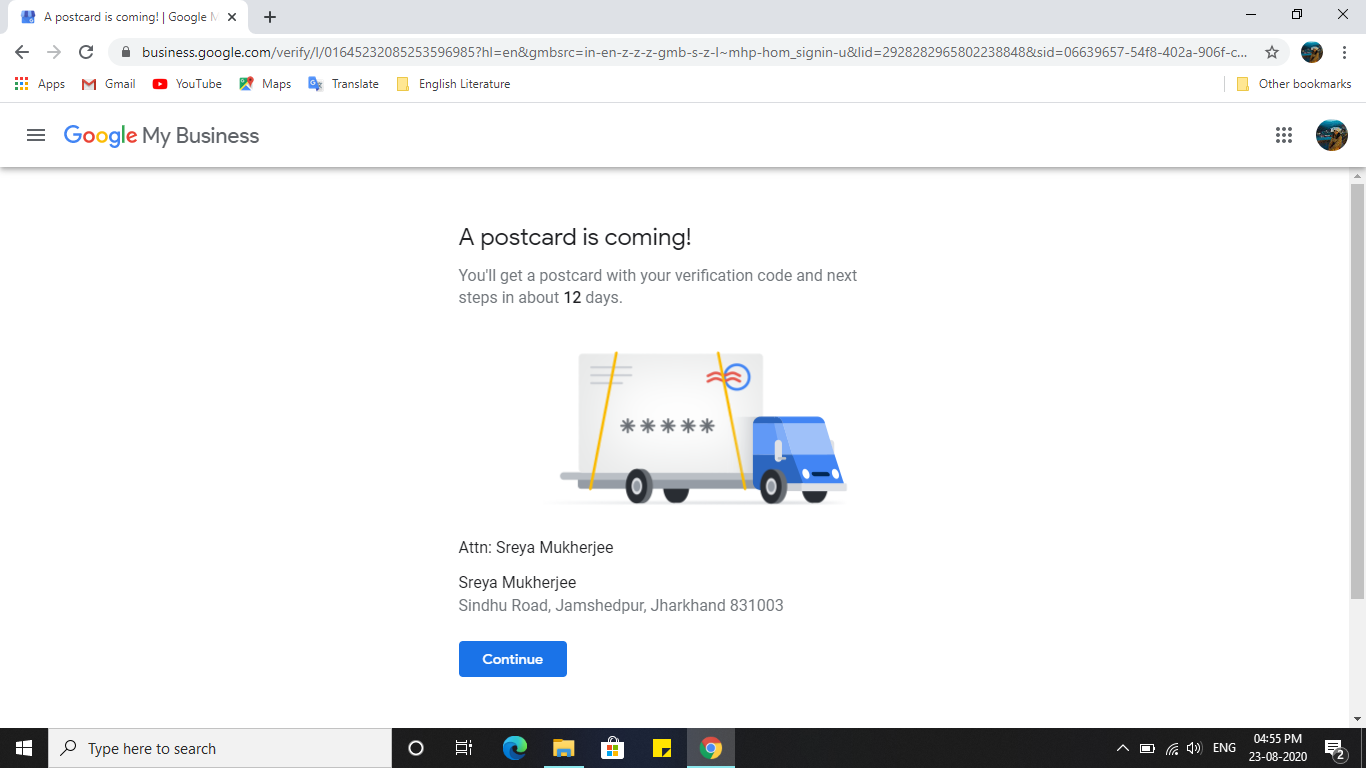 A postcard is coming! | Google M
business.google.com/verify/l/01645232085253596985?hl=en&gmbsrc=in-en-z-z-z-gmb-s-z-l~mhp-hom_signin-u&lid=2928282965802238848&sid=06639657-54f8-402a-906f-c...
Apps Gmail YouTube Maps Translate English Literature Other bookmarks
Google My Business
A postcard is coming!
You'll get a postcard with your verification code and next
steps in about 12 days.
*****
Attn: Sreya Mukherjee
Sreya Mukherjee
Sindhu Road, Jamshedpur, Jharkhand 831003
Continue
Type here to search
ENG
04:55 PM
23-08-2020
2